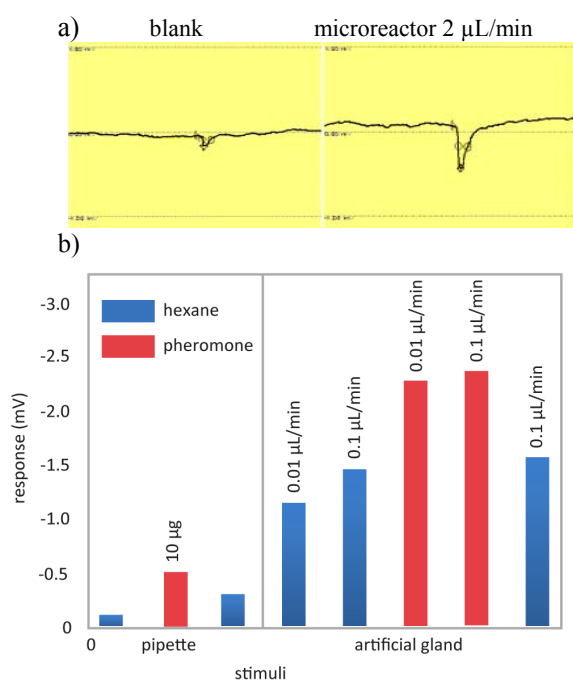 a) blank microreactor 2 µL/min
b)
-3.0
-2.5
-2.0
-1.5
-1.0
-0.5
0
response (mV)
hexane
pheromone
10 µg
0.01 µL/min
0.1 µL/min
0.01 µL/min
0.1 µL/min
0.1 µL/min
0 pipette artificial gland
stimuli